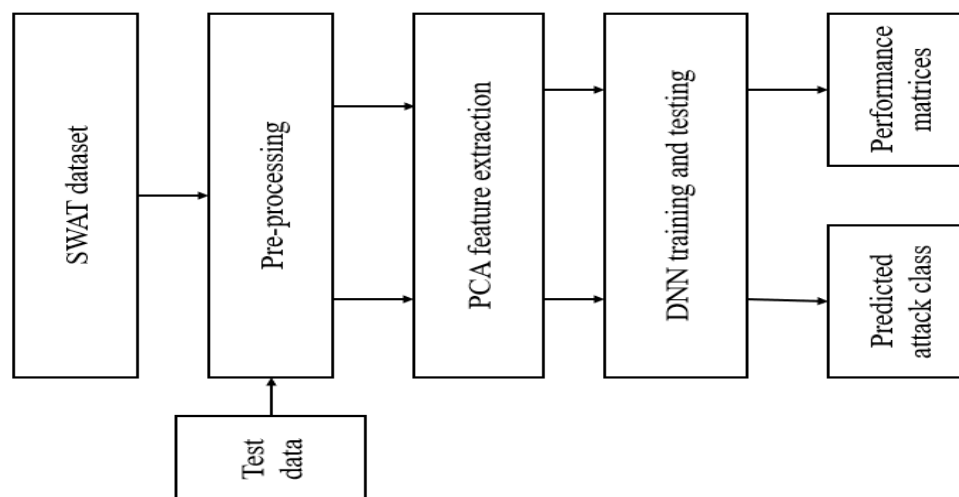 SWAT dataset
Pre-processing
Test
data
PCA feature extraction
DNN training and testing
Performance
matrices
Predicted
attack class